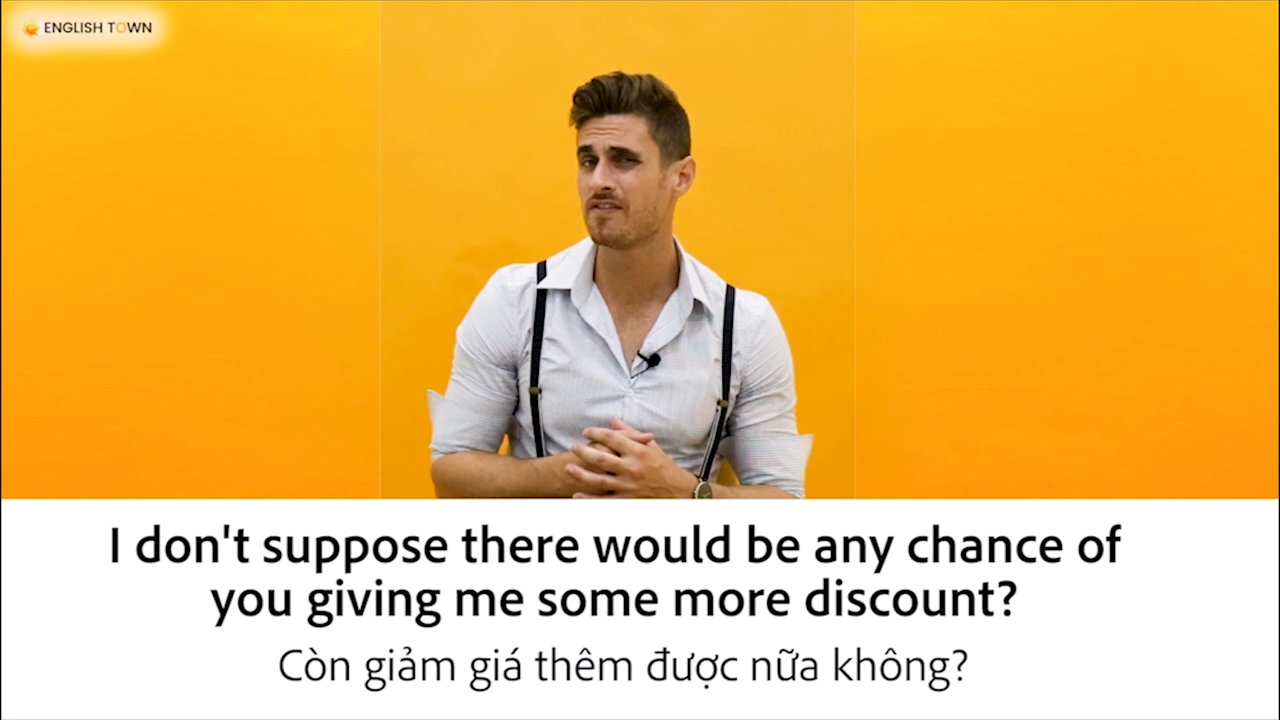 ENGLISH TOWN
I don't suppose there would be any chance of
you giving me some more discount?
Còn giảm giá thêm được nữa không?